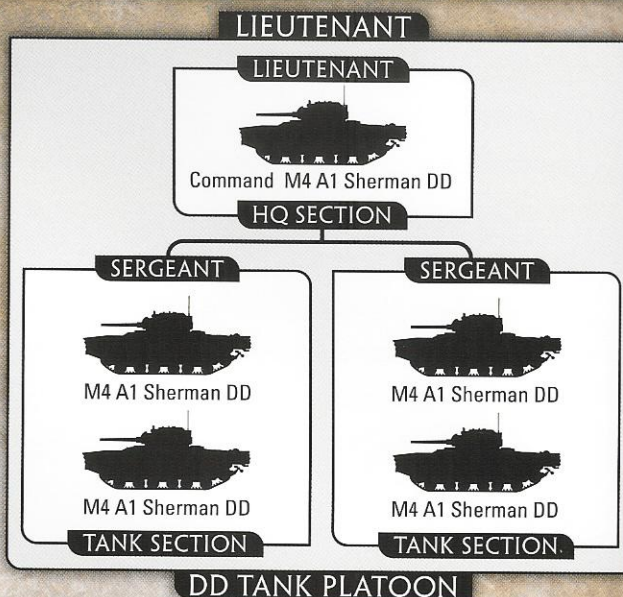 LIEUTENANT
LIEUTENANT
Command M4 A1 Sherman DD
HQ SECTION
SERGEANT
M4 A1 Sherman DD
M4 A1 Sherman DD
TANK SECTION
SERGEANT
M4 A1 Sherman DD
M4 A1 Sherman DD
TANK SECTION.
DD TANK PLATOON